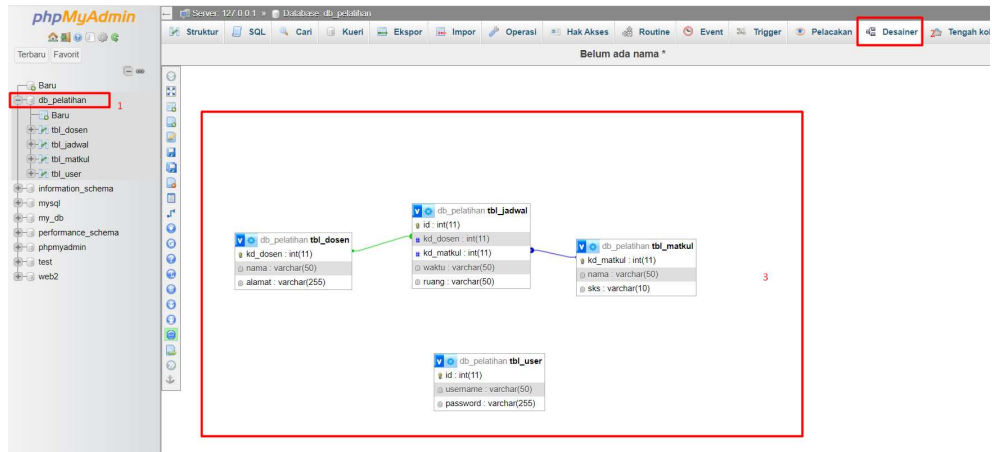 phpMyAdmin
Terbaru Favorit
Baru
db_pelatihan
1
Baru
tbl_dosen
tbl_jadwal
tbl_matkul
tbl_user
information_schema
mysql
my_db
performance_schema
phpmyadmin
test
web2
Server: 127.0.0.1 » Database: db_pelatihan
Struktur SQL Cari Kueri Ekspor Impor Operasi Hak Akses Routine Event Trigger Pelacakan Desainer 2 Tengah kol
Belum ada nama *
db_pelatihan tbl_dosen
kd_dosen : int(11)
nama : varchar(50)
alamat : varchar(255)
db_pelatihan tbl_jadwal
id : int(11)
kd_dosen : int(11)
kd_matkul : int(11)
waktu : varchar(50)
ruang : varchar(50)
db_pelatihan tbl_matkul
kd_matkul : int(11)
nama : varchar(50)
sks : varchar(10)
3
db_pelatihan tbl_user
id : int(11)
username : varchar(50)
password : varchar(255)